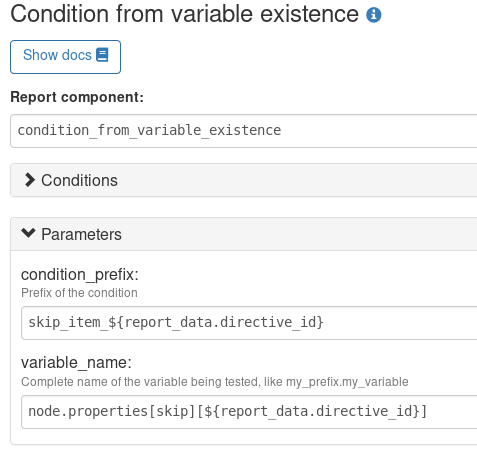 Condition from variable existence
Show docs
Report component:
condition_from_variable_existence
Conditions
Parameters
condition_prefix:
Prefix of the condition
skip_item_${report_data.directive_id}
variable_name:
Complete name of the variable being tested, like my_prefix.my_variable
node.properties[skip][${report_data.directive_id}]